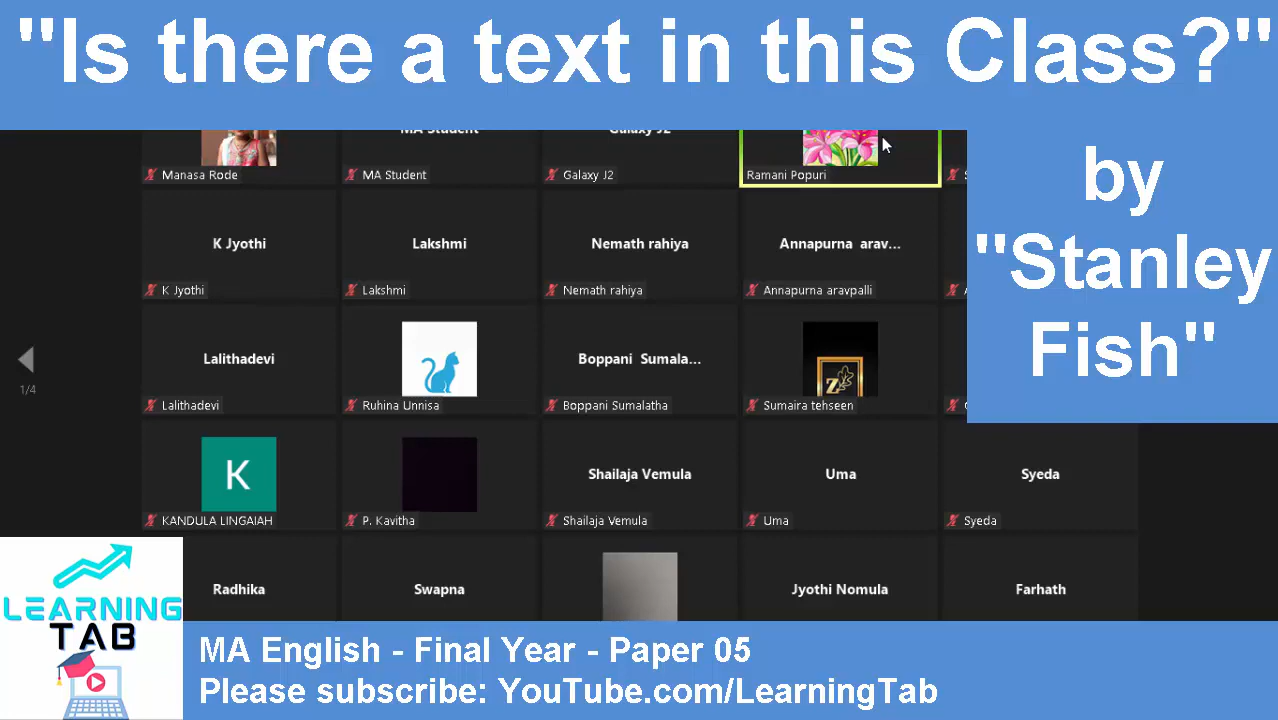 "Is there a text in this Class?"
by
"Stanley
Fish"
MA Student
Galaxy J2
Manasa Rode
MA Student
Galaxy J2
Ramani Popuri
K Jyothi
Lakshmi
Nemath rahiya
Annapurna arav...
K Jyothi
Lakshmi
Nemath rahiya
Annapurna aravpalli
Lalithadevi
Boppani Sumala...
Lalithadevi
Ruhina Unnisa
Boppani Sumalatha
Z
Sumaira tehseen
1/4
K
Shailaja Vemula
Uma
Syeda
KANDULA LINGAIAH
P. Kavitha
Shailaja Vemula
Uma
Syeda
Radhika
Swapna
Jyothi Nomula
Farhath
LEARNING
TAB
MA English - Final Year - Paper 05
Please subscribe: YouTube.com/LearningTab